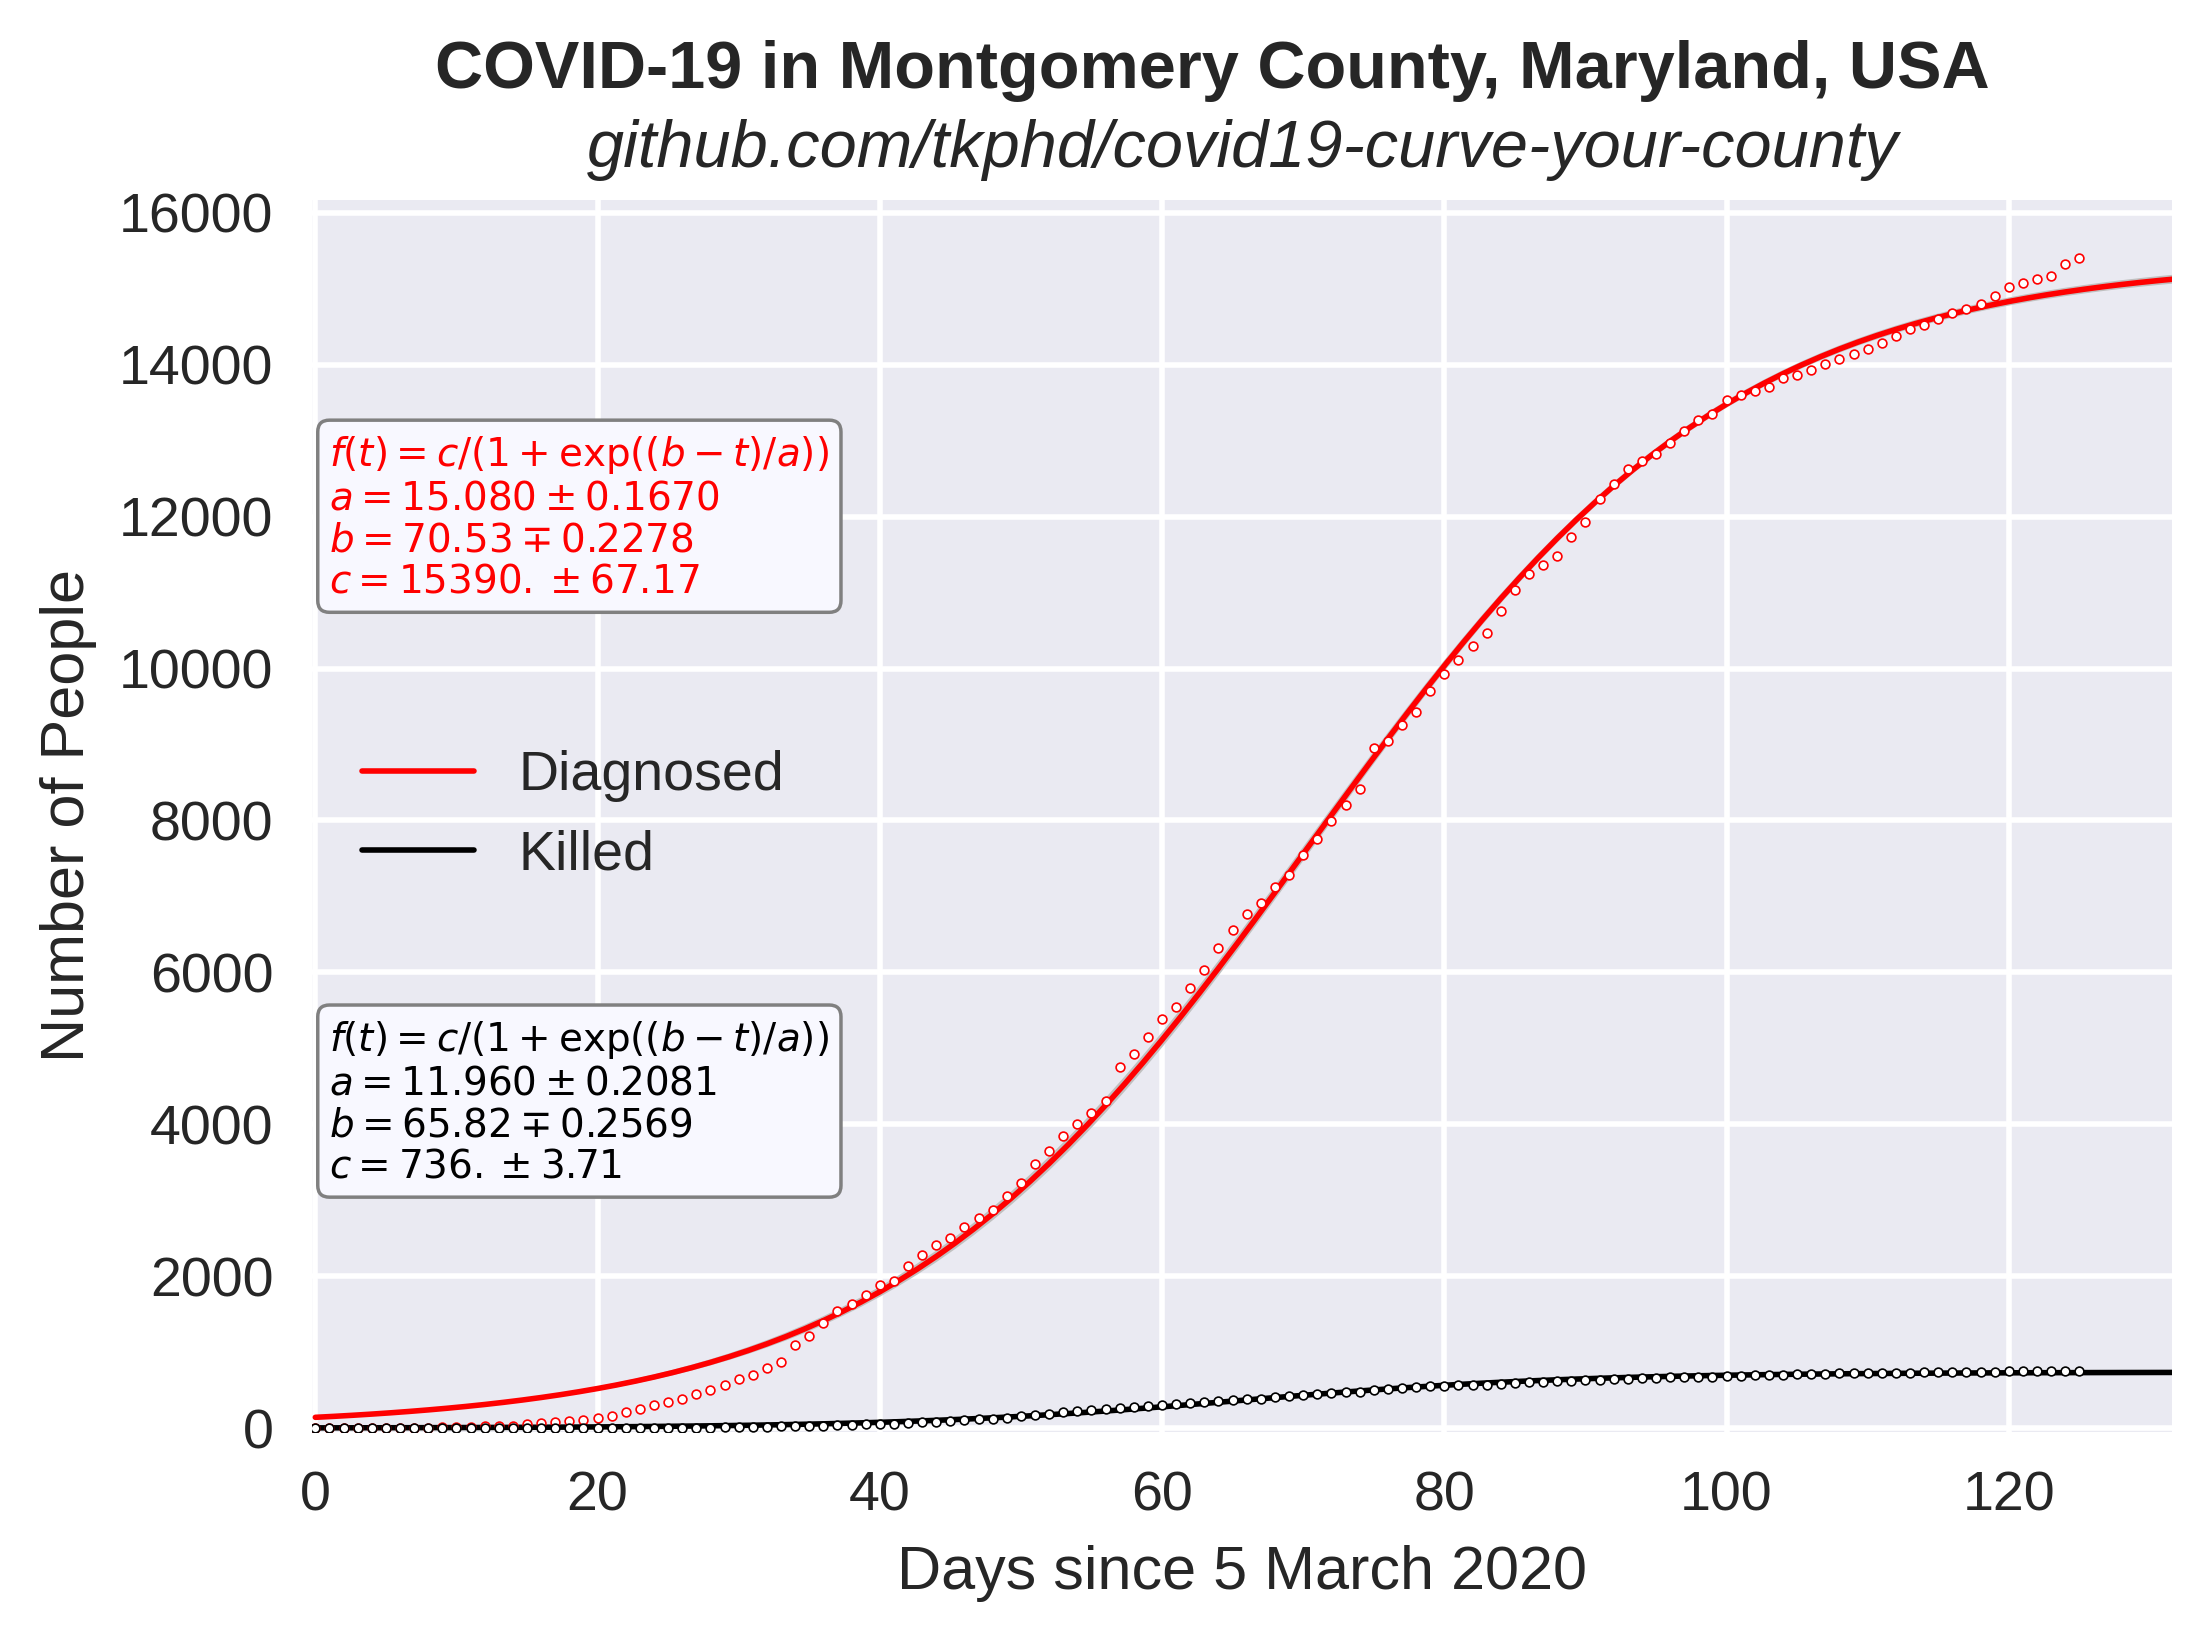 COVID-19 in Montgomery County, Maryland, USA
github.com/tkphd/covid19-curve-your-county
16000
14000
12000
10000
8000
6000
4000
2000
0
Number of People
f(t) = c/(1 + exp((b − t)/a))
a = 15.080 ± 0.1670
b = 70.53 ∓ 0.2278
c = 15390. ± 67.17
Diagnosed
Killed
f(t) = c/(1 + exp((b − t)/a))
a = 11.960 ± 0.2081
b = 65.82 ∓ 0.2569
c = 736. ± 3.71
0 20 40 60 80 100 120
Days since 5 March 2020